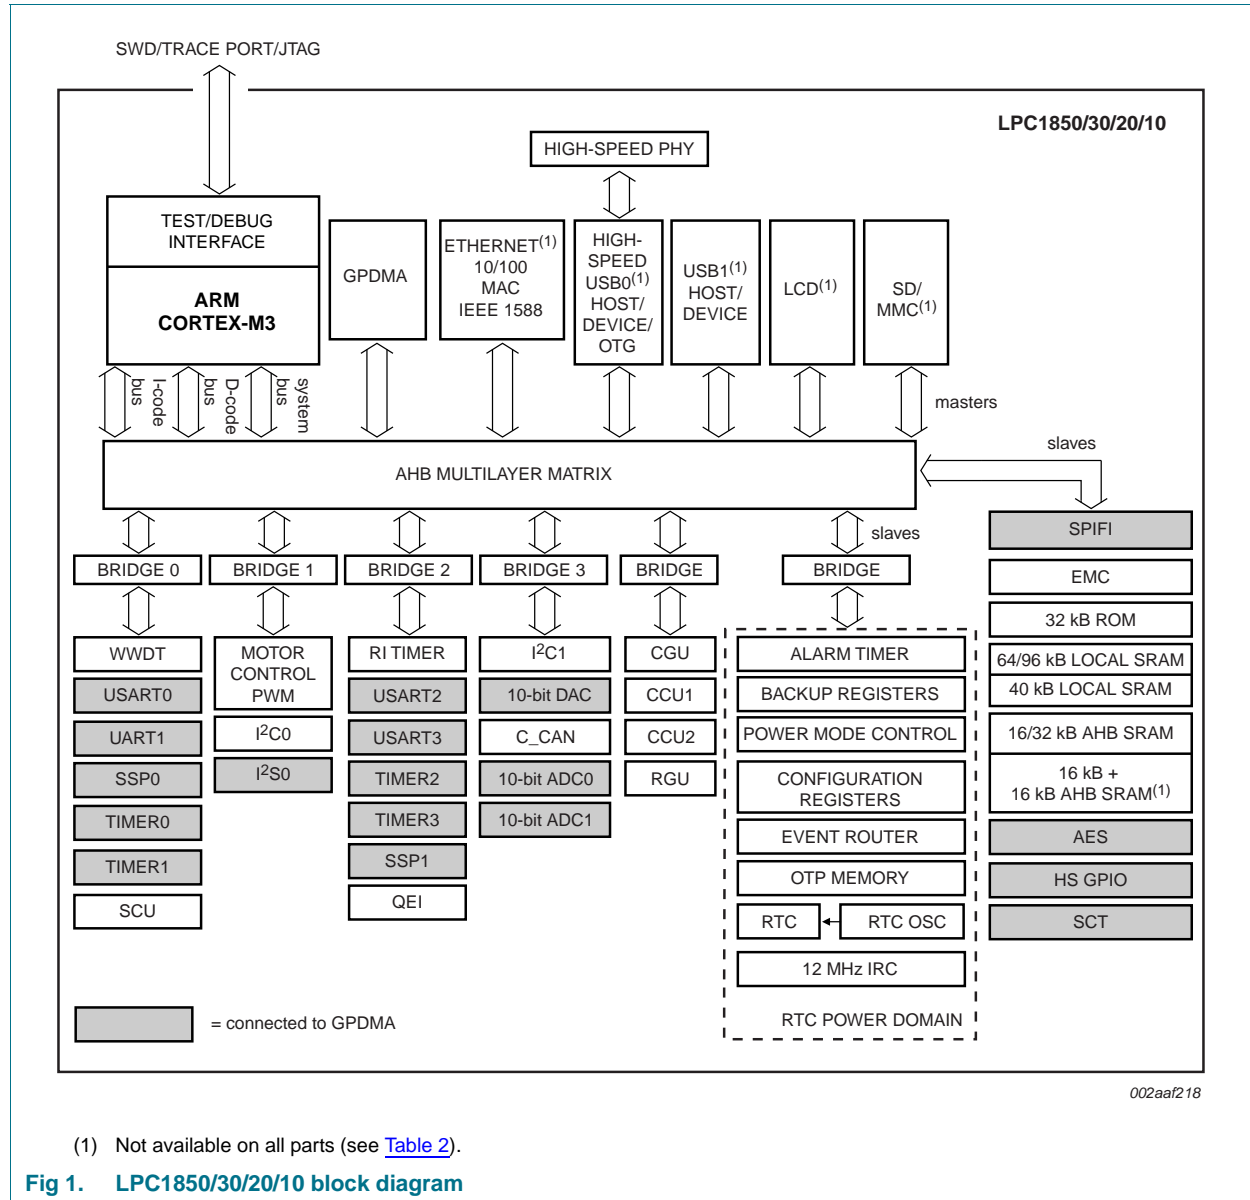 SWD/TRACE PORT/JTAG
LPC1850/30/20/10
HIGH-SPEED PHY
TEST/DEBUG
INTERFACE
ARM
CORTEX-M3
GPDMA
ETHERNET(1)
10/100
MAC
IEEE 1588
HIGH-
SPEED
USB0(1)
HOST/
DEVICE/
OTG
USB1(1)
HOST/
DEVICE
LCD(1)
SD/
MMC(1)
I-code
bus
D-code
bus
system
bus
masters
slaves
AHB MULTILAYER MATRIX
slaves
BRIDGE 0
BRIDGE 1
BRIDGE 2
BRIDGE 3
BRIDGE
BRIDGE
WWDT
USART0
UART1
SSP0
TIMER0
TIMER1
SCU
MOTOR
CONTROL
PWM
I2C0
I2S0
RI TIMER
USART2
USART3
TIMER2
TIMER3
SSP1
QEI
I2C1
10-bit DAC
C_CAN
10-bit ADC0
10-bit ADC1
CGU
CCU1
CCU2
RGU
ALARM TIMER
BACKUP REGISTERS
POWER MODE CONTROL
CONFIGURATION
REGISTERS
EVENT ROUTER
OTP MEMORY
RTC
RTC OSC
12 MHz IRC
RTC POWER DOMAIN
SPIFI
EMC
32 kB ROM
64/96 kB LOCAL SRAM
40 kB LOCAL SRAM
16/32 kB AHB SRAM
16 kB +
16 kB AHB SRAM(1)
AES
HS GPIO
SCT
= connected to GPDMA
002aaf218
(1) Not available on all parts (see Table 2).
Fig 1. LPC1850/30/20/10 block diagram